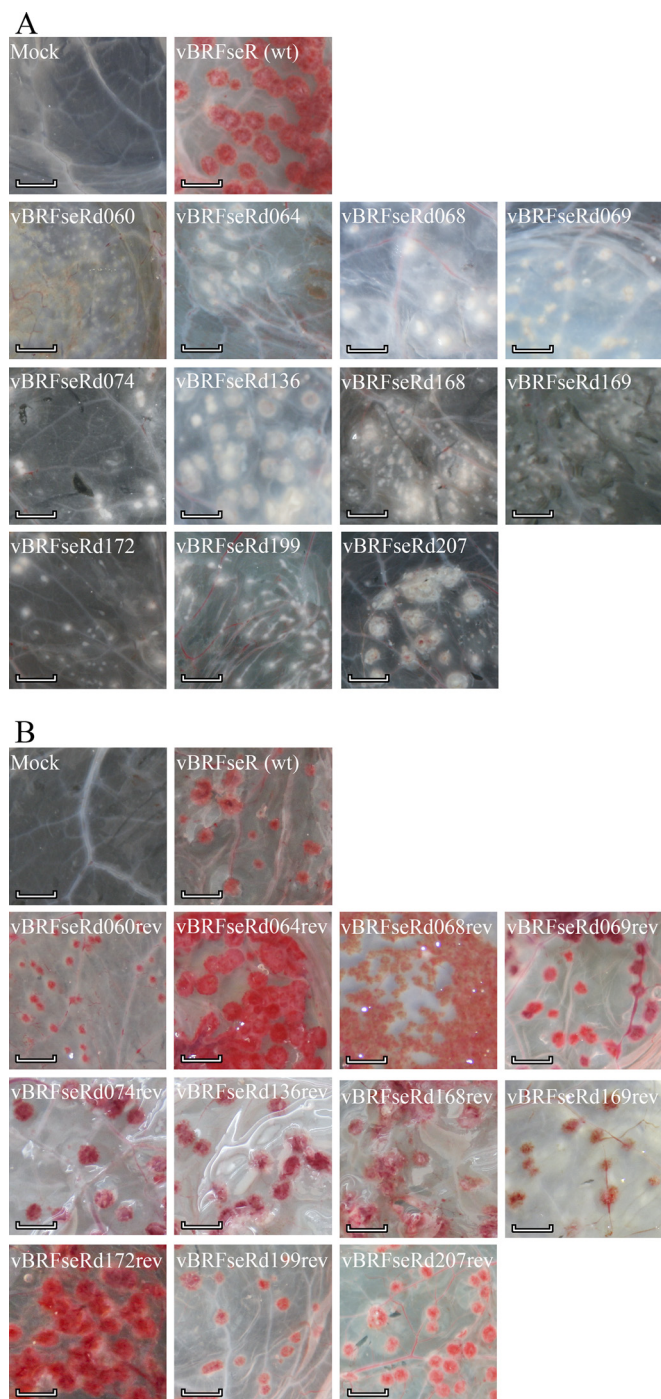 A
Mock vBRFseR (wt)
vBRFseRd060 vBRFseRd064 vBRFseRd068 vBRFseRd069
vBRFseRd074 vBRFseRd136 vBRFseRd168 vBRFseRd169
vBRFseRd172 vBRFseRd199 vBRFseRd207
B
Mock vBRFseR (wt)
vBRFseRd060rev vBRFseRd064rev vBRFseRd068rev vBRFseRd069rev
vBRFseRd074rev vBRFseRd136rev vBRFseRd168rev vBRFseRd169rev
vBRFseRd172rev vBRFseRd199rev vBRFseRd207rev